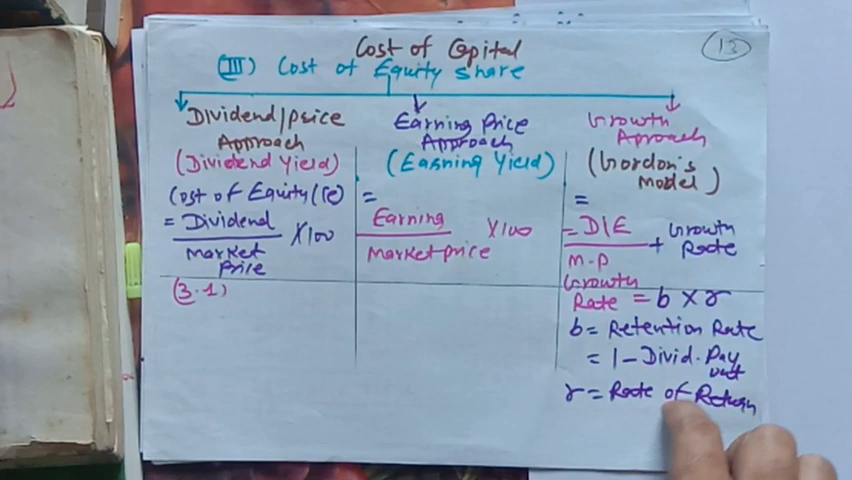 Cost of Capital
13
(III) Cost of Equity share
Dividend/price
Approach
(Dividend Yield)
Cost of Equity (re)
= Dividend
Market
Price
X100
(3.1)
Earning Price
Approach
(Earning Yield)
=
Earning
Market price
X100
Growth
Approach
(Gordon's
Model)
=
= D/E
M.P
+ Growth
Rate
Growth
Rate = b x r
b = Retention Rate
= 1 - Divid. Pay
out
r = Rate of Return